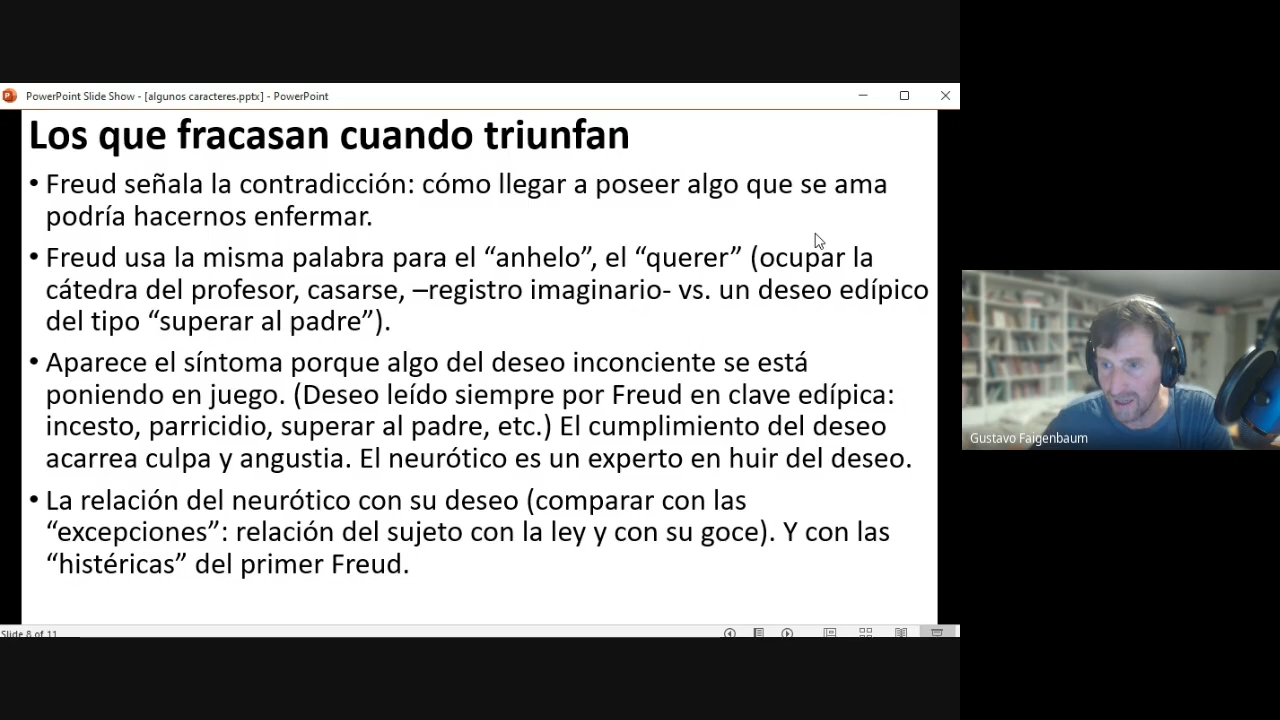 PowerPoint Slide Show - [algunos caracteres.pptx] - PowerPoint
Los que fracasan cuando triunfan
• Freud señala la contradicción: cómo llegar a poseer algo que se ama
podría hacernos enfermar.
• Freud usa la misma palabra para el “anhelo”, el “querer” (ocupar la
cátedra del profesor, casarse, –registro imaginario- vs. un deseo edípico
del tipo “superar al padre”).
• Aparece el síntoma porque algo del deseo inconciente se está
poniendo en juego. (Deseo leído siempre por Freud en clave edípica:
incesto, parricidio, superar al padre, etc.) El cumplimiento del deseo
acarrea culpa y angustia. El neurótico es un experto en huir del deseo.
• La relación del neurótico con su deseo (comparar con las
“excepciones”: relación del sujeto con la ley y con su goce). Y con las
“histéricas” del primer Freud.
Slide 8 of 11
Gustavo Faigenbaum